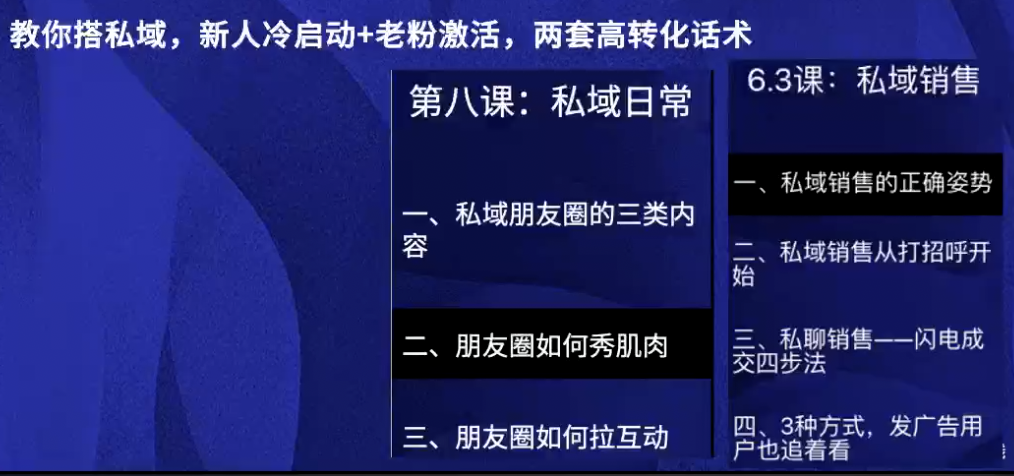 教你搭私域，新人冷启动+老粉激活，两套高转化话术
第八课：私域日常
一、私域朋友圈的三类内
容
二、朋友圈如何秀肌肉
三、朋友圈如何拉互动
6.3课：私域销售
一、私域销售的正确姿势
二、私域销售从打招呼开
始
三、私聊销售——闪电成
交四步法
四、3种方式，发广告用
户也追着看